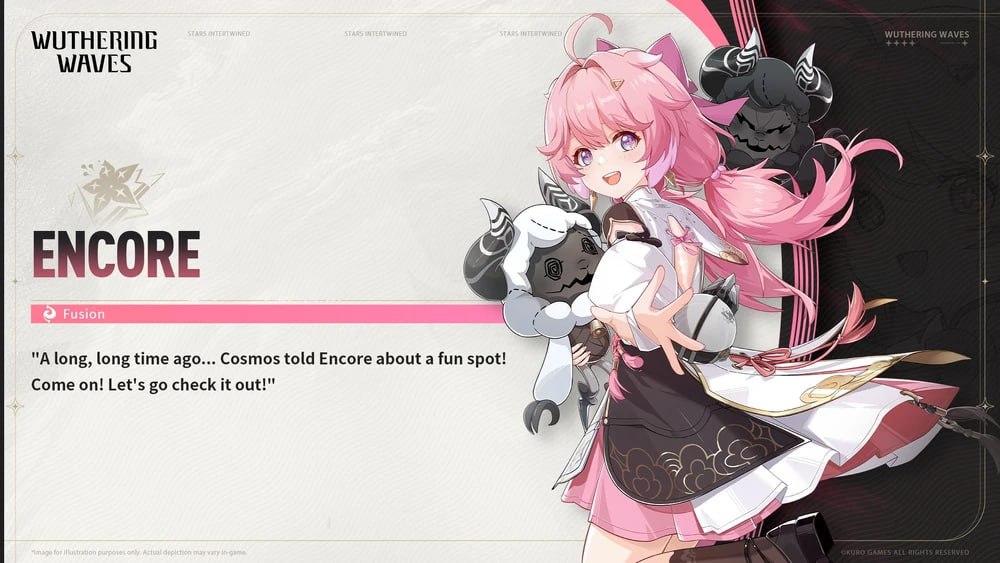 WUTHERING
WAVES
STARS INTERTWINED
STARS INTERTWINED
STARS INTERTWINED
WUTHERING WAVES
ENCORE
Fusion
"A long, long time ago... Cosmos told Encore about a fun spot!
Come on! Let's go check it out!"
*Image for illustration purposes only. Actual depiction may vary in-game.
©KURO GAMES ALL RIGHTS RESERVED